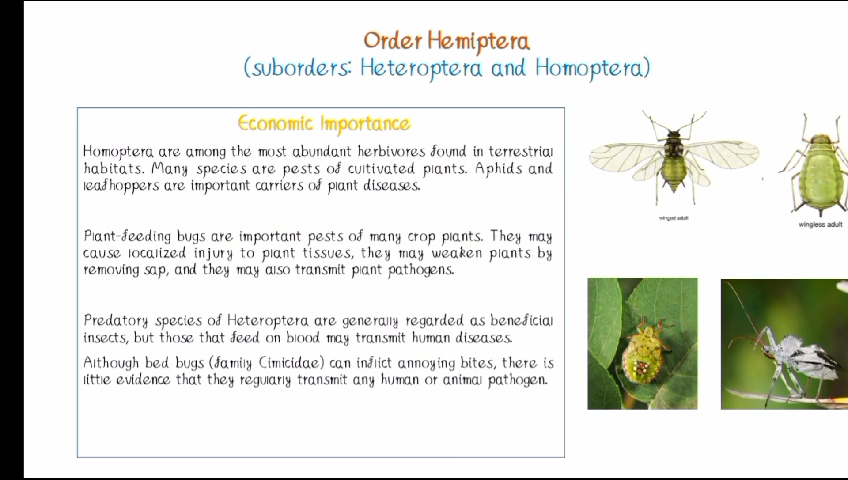 Order Hemiptera
(suborders: Heteroptera and Homoptera)
Economic Importance
Homoptera are among the most abundant herbivores found in terrestrial
habitats. Many species are pests of cultivated plants. Aphids and
leafhoppers are important carriers of plant diseases.
Plant-feeding bugs are important pests of many crop plants. They may
cause localized injury to plant tissues, they may weaken plants by
removing sap, and they may also transmit plant pathogens.
Predatory species of Heteroptera are generally regarded as beneficial
insects, but those that feed on blood may transmit human diseases.
Although bed bugs (family Cimicidae) can inflict annoying bites, there is
little evidence that they regularly transmit any human or animal pathogen.
winged adult
wingless adult